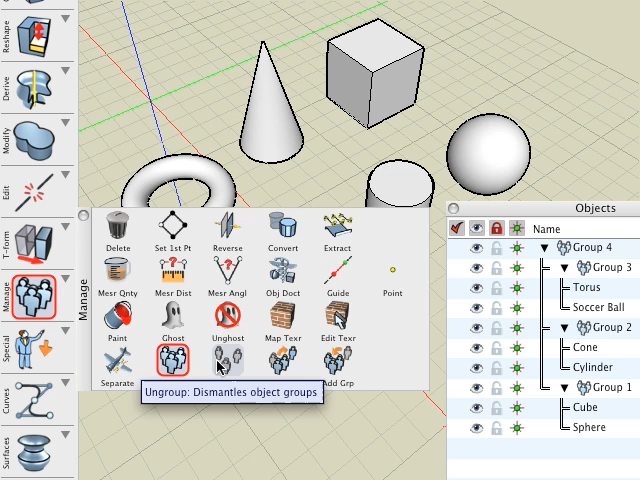 Reshape
Derive
Modify
Edit
T-form
Manage
Special
Curves
Surfaces
Manage
Delete Set 1st Pt Reverse Convert Extract
Mesr Qnty Mesr Dist Mesr Angl Obj Doct Guide Point
Paint Ghost Unghost Map Texr Edit Texr
Separate Add Grp
Ungroup: Dismantles object groups
Objects
Name
Group 4
Group 3
Torus
Soccer Ball
Group 2
Cone
Cylinder
Group 1
Cube
Sphere